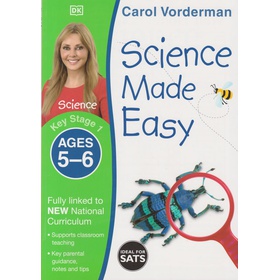 DK
Carol Vorderman
Science Made
Easy
Science
Key Stage 1
AGES
5–6
Fully linked to
NEW National
Curriculum
• Supports classroom
teaching
• Key parental
guidance,
notes and tips
IDEAL FOR
SATS